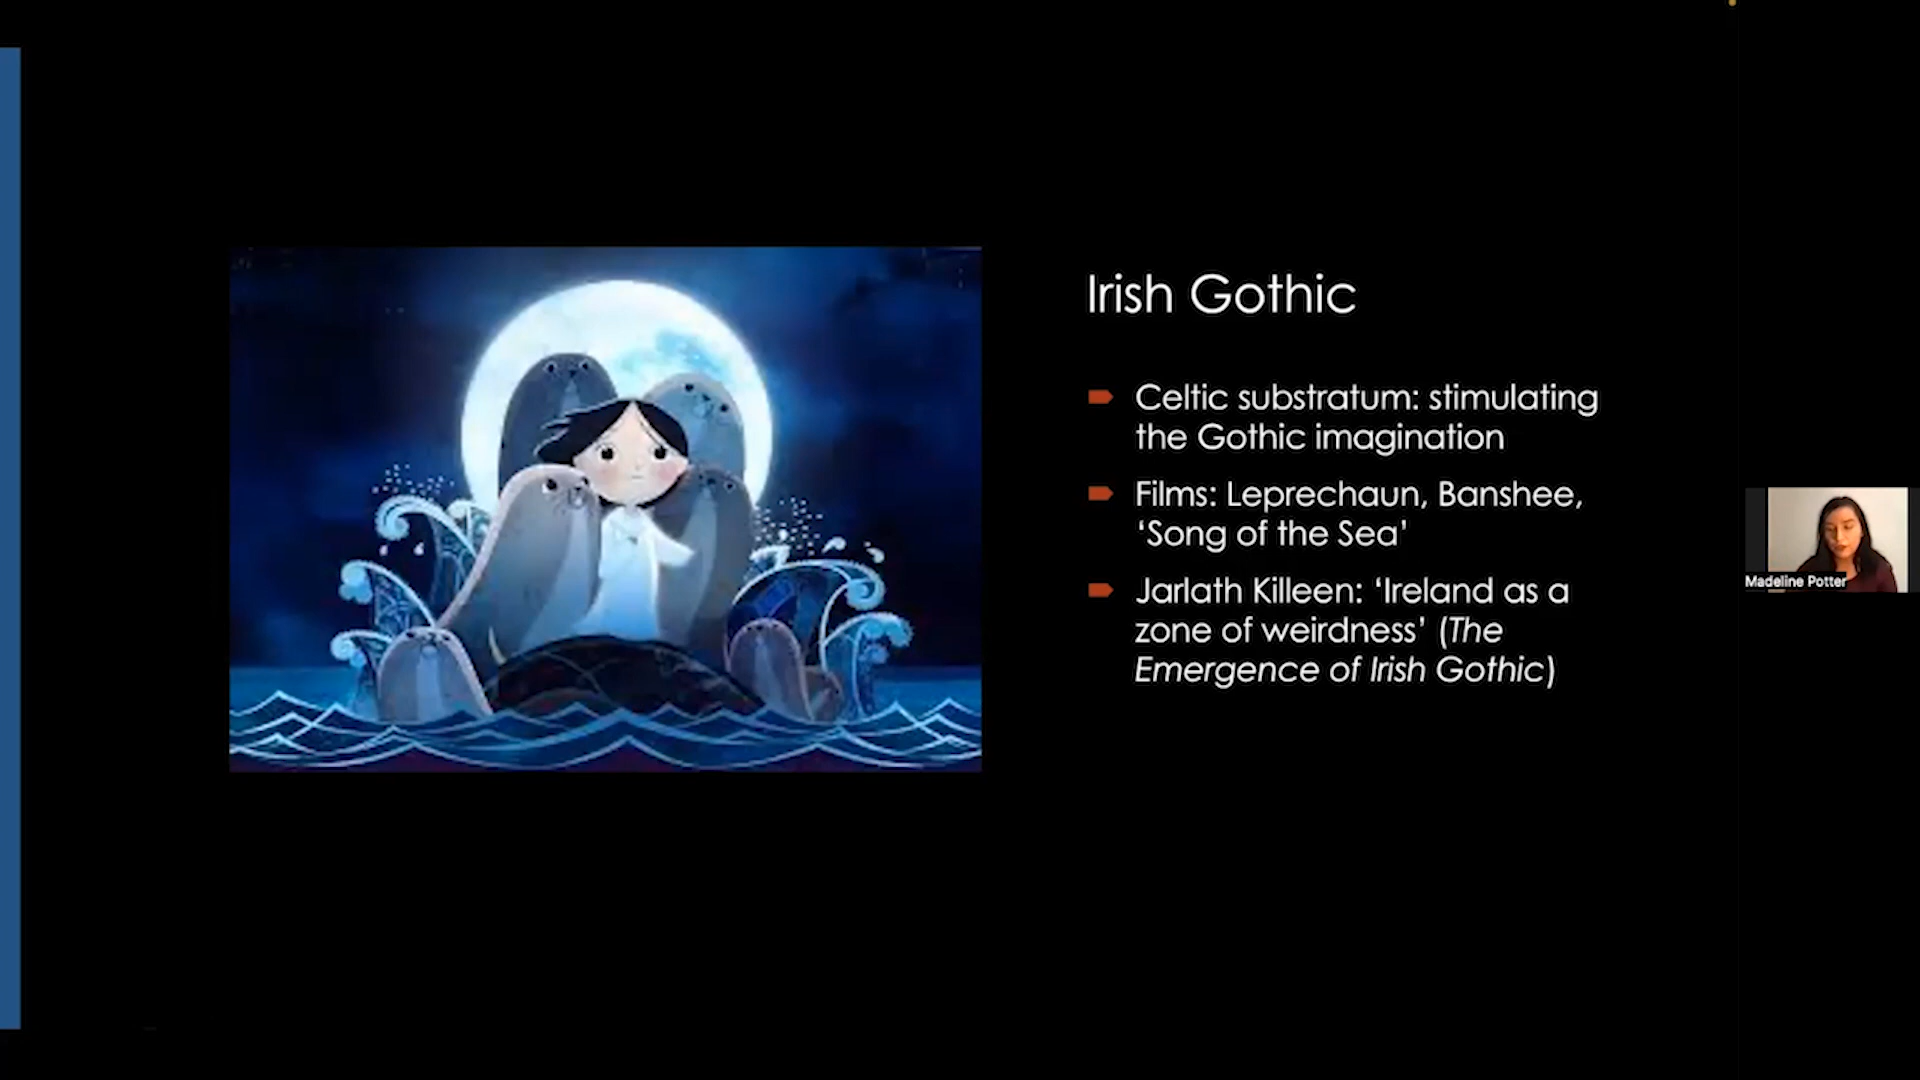 Irish Gothic
Celtic substratum: stimulating
the Gothic imagination
Films: Leprechaun, Banshee,
‘Song of the Sea’
Jarlath Killeen: ‘Ireland as a
zone of weirdness’ (The
Emergence of Irish Gothic)
Madeline Potter